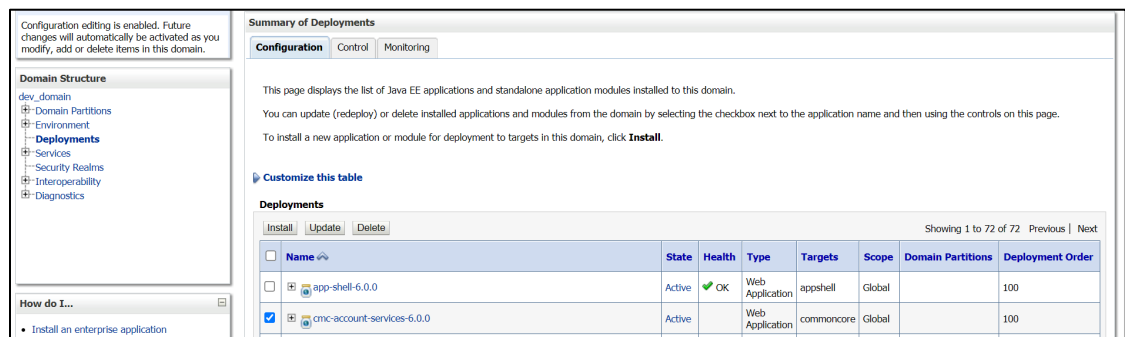 Configuration editing is enabled. Future
changes will automatically be activated as you
modify, add or delete items in this domain.
Domain Structure
dev_domain
Domain Partitions
Environment
Deployments
Services
Security Realms
Interoperability
Diagnostics
How do I...
Install an enterprise application
Summary of Deployments
Configuration Control Monitoring
This page displays the list of Java EE applications and standalone application modules installed to this domain.
You can update (redeploy) or delete installed applications and modules from the domain by selecting the checkbox next to the application name and then using the controls on this page.
To install a new application or module for deployment to targets in this domain, click Install.
Customize this table
Deployments
Install Update Delete Showing 1 to 72 of 72 Previous | Next
Name State Health Type Targets Scope Domain Partitions Deployment Order
app-shell-6.0.0 Active OK Web Application appshell Global 100
cmc-account-services-6.0.0 Active Web Application commoncore Global 100